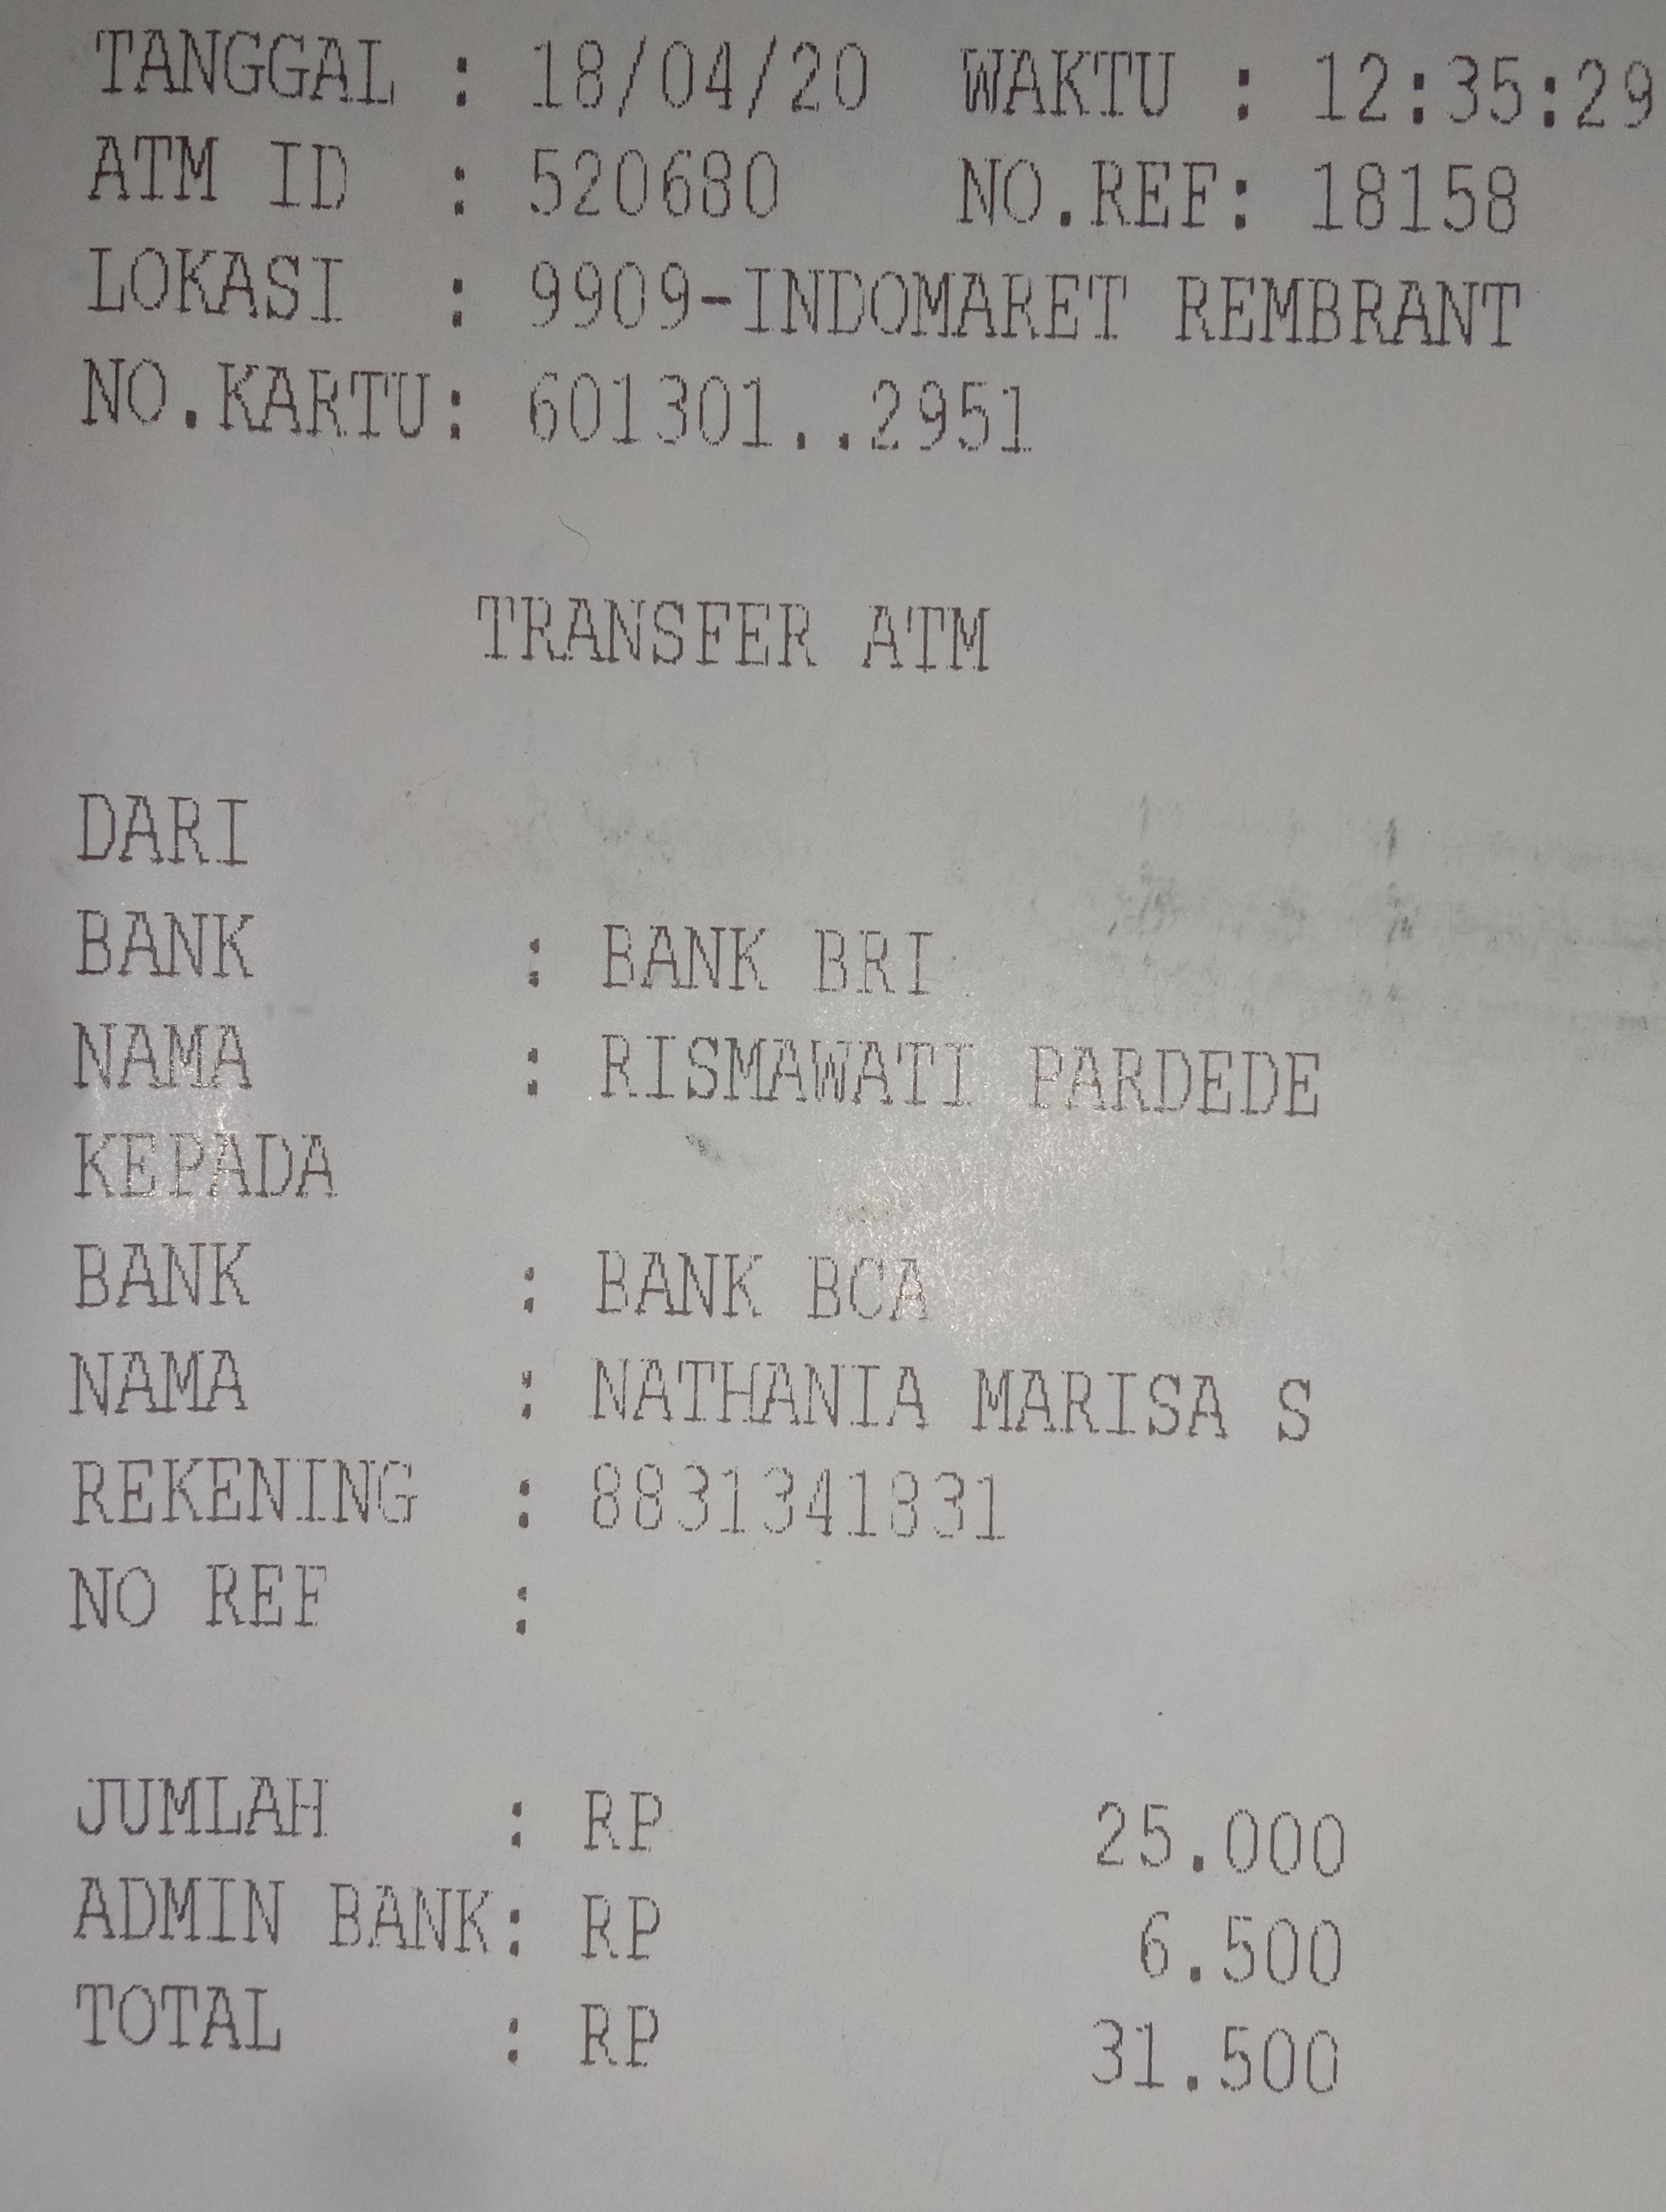 TANGGAL : 18/04/20 WAKTU : 12:35:29
ATM ID : 520680 NO.REF: 18158
LOKASI : 9909-INDOMARET REMBRANT
NO.KARTU: 601301..2951
TRANSFER ATM
DARI
BANK : BANK BRI
NAMA : RISMAWATI PARDEDE
KEPADA
BANK : BANK BCA
NAMA : NATHANIA MARISA S
REKENING : 8831341831
NO REF :
JUMLAH : RP 25.000
ADMIN BANK: RP 6.500
TOTAL : RP 31.500